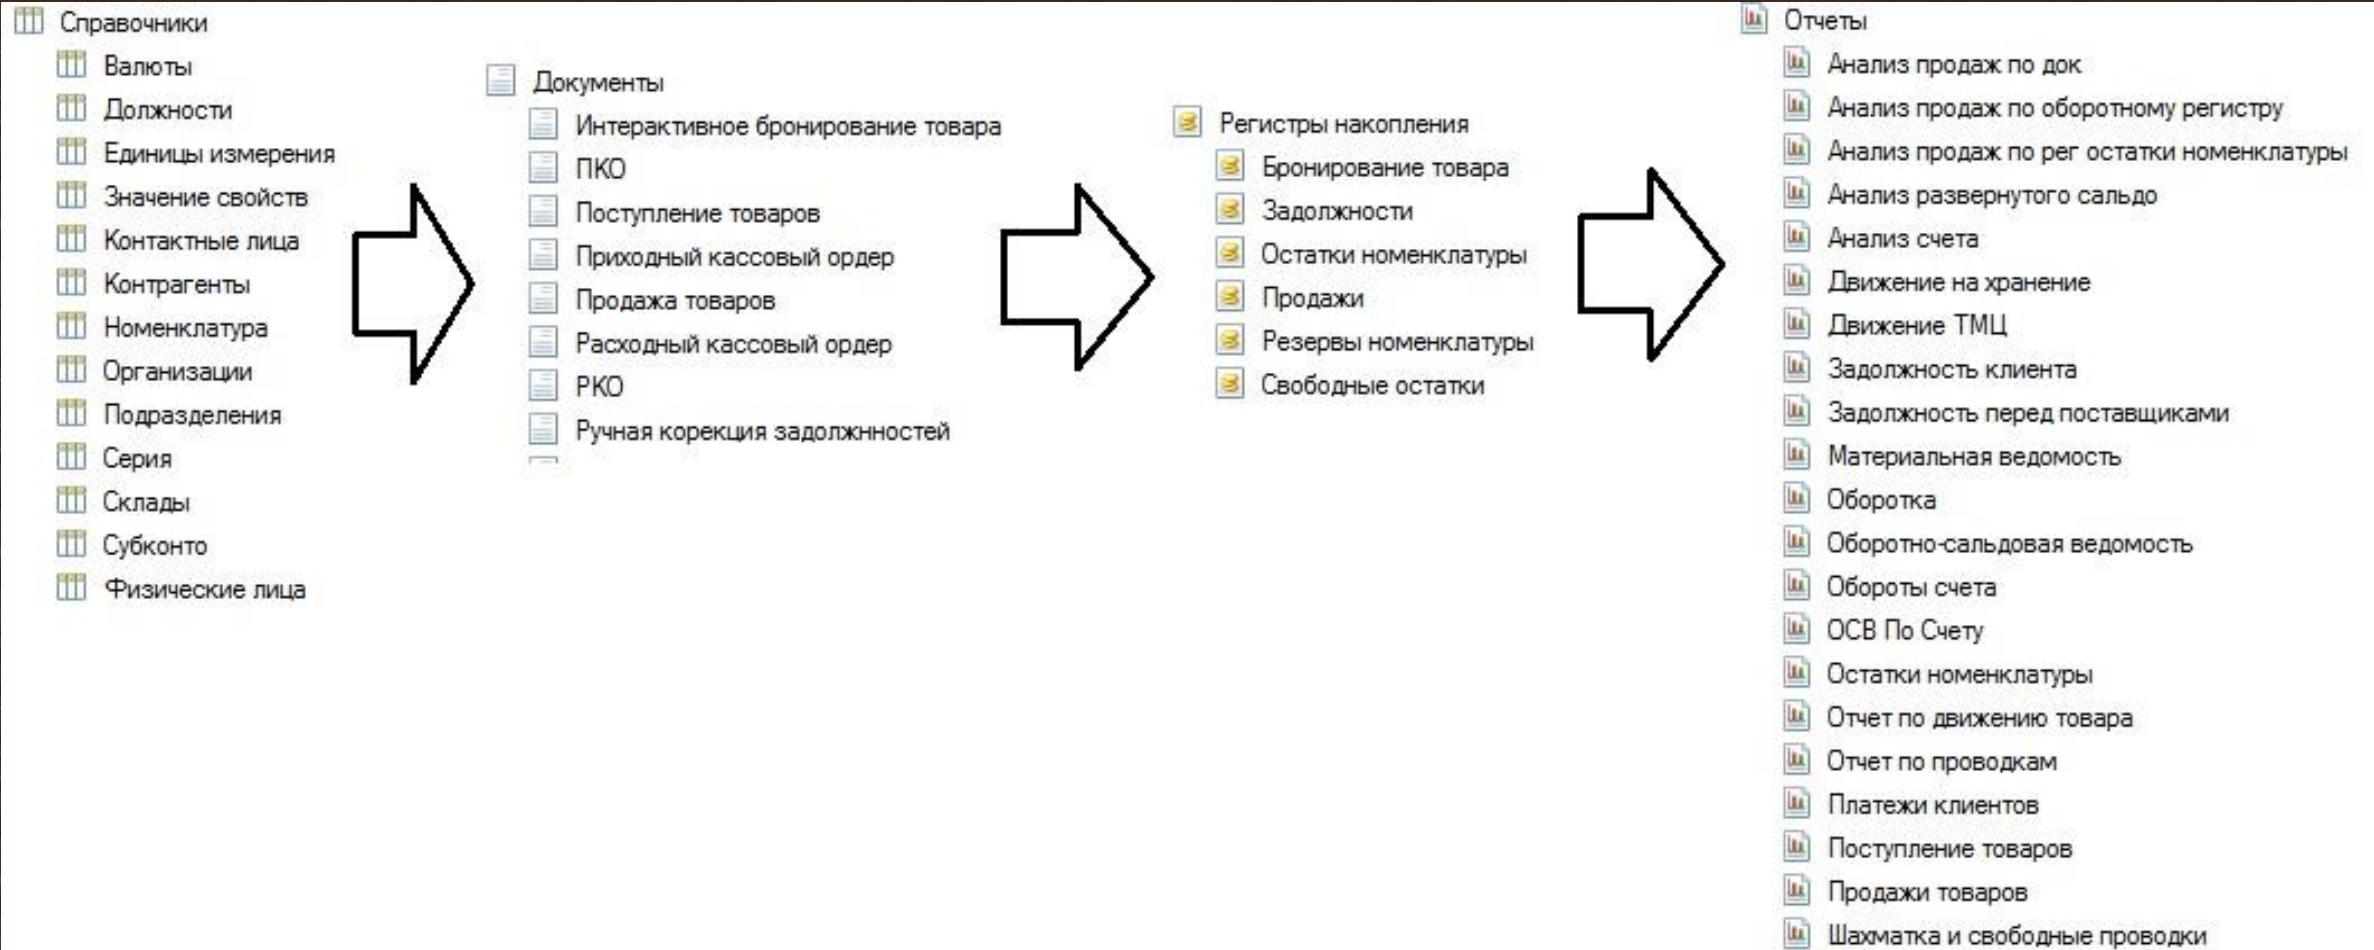 Справочники
Валюты
Должности
Единицы измерения
Значение свойств
Контактные лица
Контрагенты
Номенклатура
Организации
Подразделения
Серия
Склады
Субконто
Физические лица
Документы
Интерактивное бронирование товара
ПКО
Поступление товаров
Приходный кассовый ордер
Продажа товаров
Расходный кассовый ордер
РКО
Ручная корекция задолжнностей
Регистры накопления
Бронирование товара
Задолжности
Остатки номенклатуры
Продажи
Резервы номенклатуры
Свободные остатки
Отчеты
Анализ продаж по док
Анализ продаж по оборотному регистру
Анализ продаж по рег остатки номенклатуры
Анализ развернутого сальдо
Анализ счета
Движение на хранение
Движение ТМЦ
Задолжность клиента
Задолжность перед поставщиками
Материальная ведомость
Оборотка
Оборотно-сальдовая ведомость
Обороты счета
ОСВ По Счету
Остатки номенклатуры
Отчет по движению товара
Отчет по проводкам
Платежи клиентов
Поступление товаров
Продажи товаров
Шахматка и свободные проводки